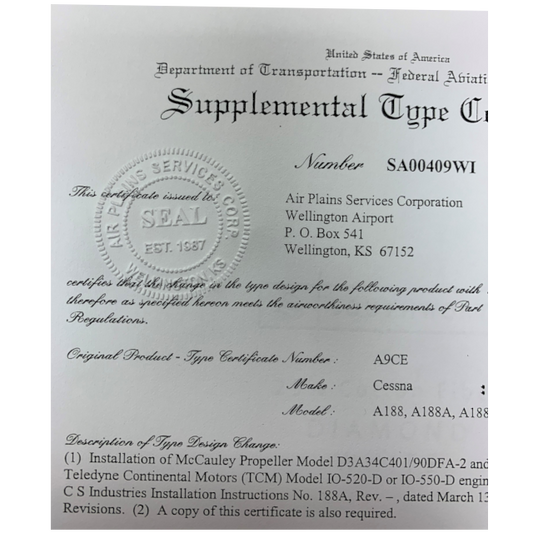 United States of America
Department of Transportation -- Federal Aviati
Supplemental Type Ce
Number SA00409WI
This certificate issued to:
AIR PLAINS SERVICES CORP
SEAL
EST. 1987
WELLINGTON, KS
Air Plains Services Corporation
Wellington Airport
P. O. Box 541
Wellington, KS 67152
certifies that the change in the type design for the following product with
therefore as specified hereon meets the airworthiness requirements of Part
Regulations.
Original Product - Type Certificate Number : A9CE
Make : Cessna
Model : A188, A188A, A188
Description of Type Design Change:
(1) Installation of McCauley Propeller Model D3A34C401/90DFA-2 and
Teledyne Continental Motors (TCM) Model IO-520-D or IO-550-D engin
C S Industries Installation Instructions No. 188A, Rev. – , dated March 13
Revisions. (2) A copy of this certificate is also required.